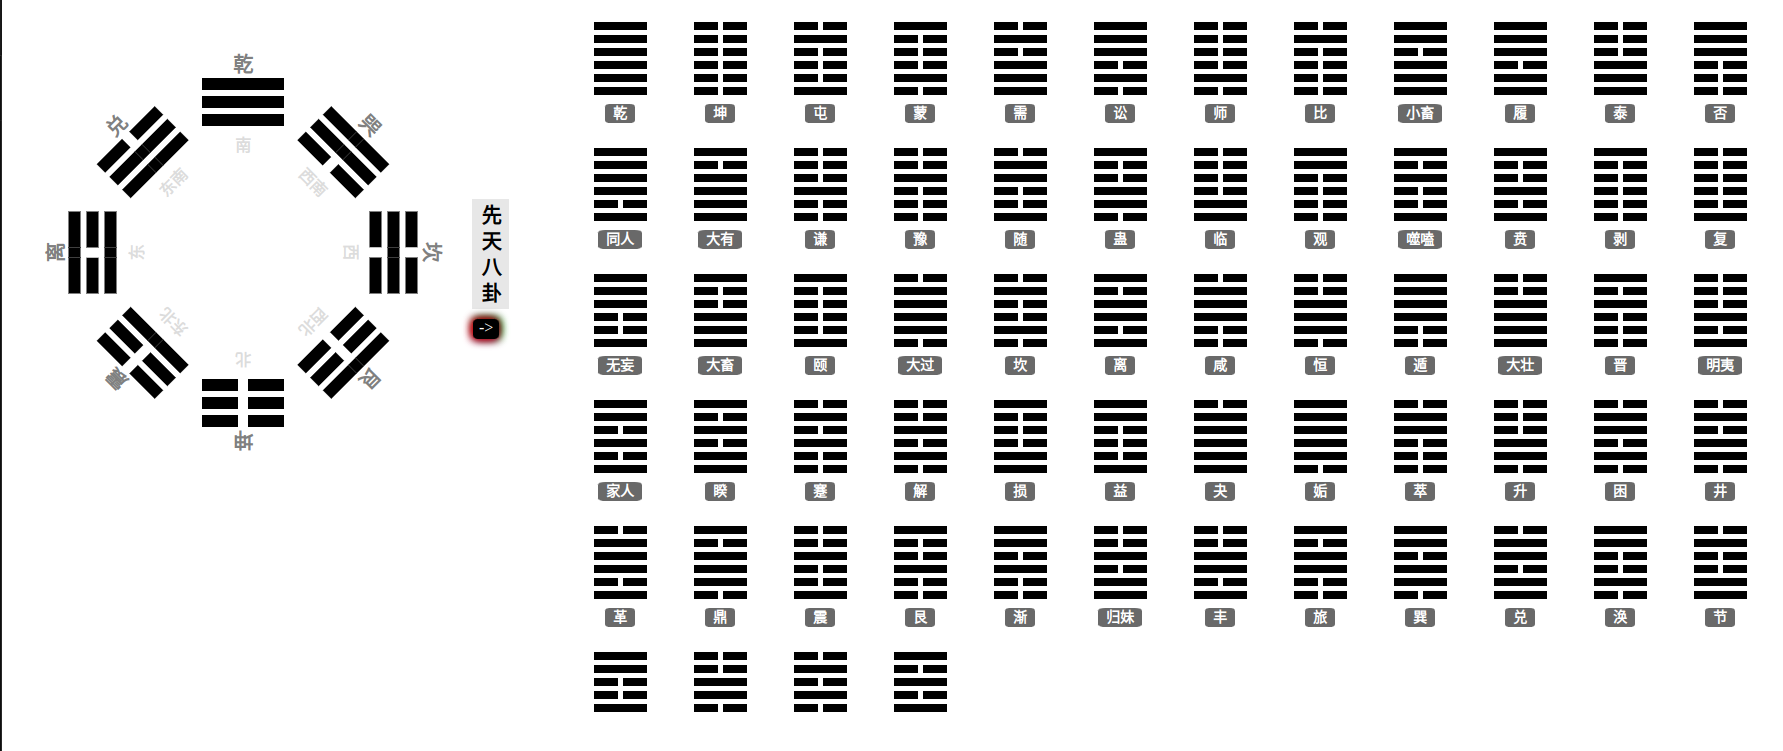 乾
兑
巽
南
东南
西南
离
东
西
坎
东北
西北
北
震
艮
坤
先
天
八
卦
->
乾 坤 屯 蒙 需 讼 师 比 小畜 履 泰 否
同人 大有 谦 豫 随 蛊 临 观 噬嗑 贲 剥 复
无妄 大畜 颐 大过 坎 离 咸 恒 遁 大壮 晋 明夷
家人 睽 蹇 解 损 益 夬 姤 萃 升 困 井
革 鼎 震 艮 渐 归妹 丰 旅 巽 兑 涣 节